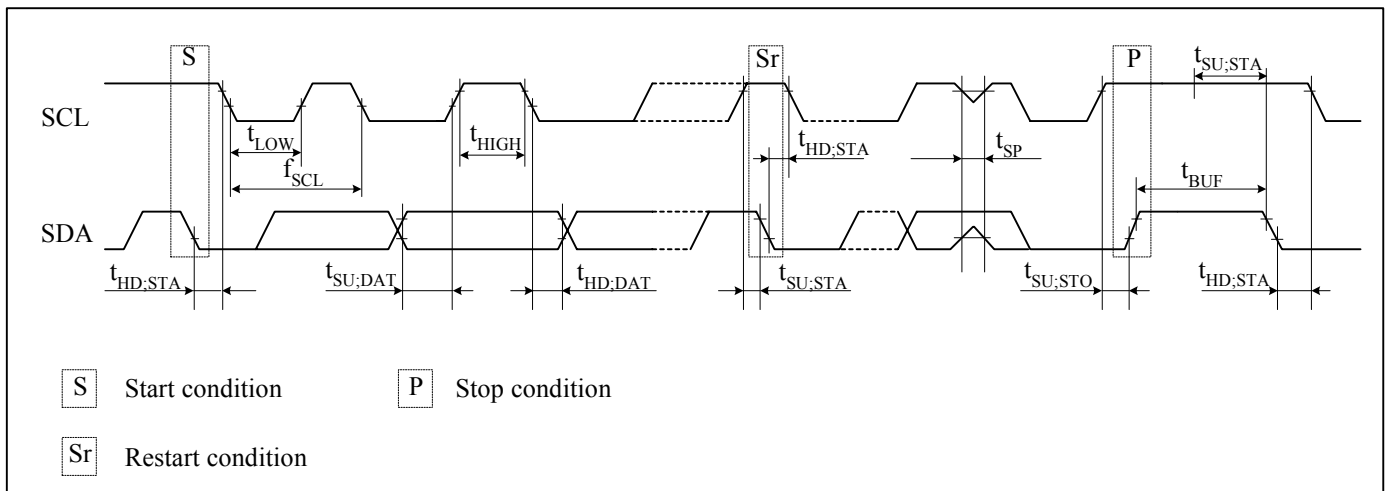 S Sr P tSU;STA
SCL
tLOW tHIGH tHD;STA tSP
fSCL tBUF
SDA
tHD;STA tSU;DAT tHD;DAT tSU;STA tSU;STO tHD;STA
S Start condition P Stop condition
Sr Restart condition